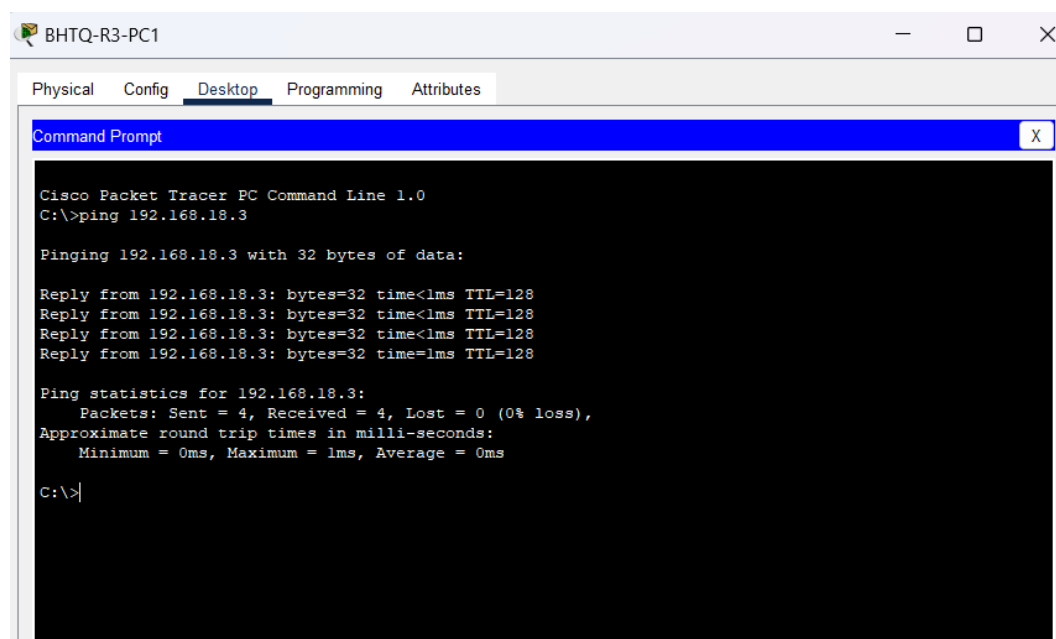 BHTQ-R3-PC1
Physical Config Desktop Programming Attributes
Command Prompt X
Cisco Packet Tracer PC Command Line 1.0
C:\>ping 192.168.18.3
Pinging 192.168.18.3 with 32 bytes of data:
Reply from 192.168.18.3: bytes=32 time<1ms TTL=128
Reply from 192.168.18.3: bytes=32 time<1ms TTL=128
Reply from 192.168.18.3: bytes=32 time<1ms TTL=128
Reply from 192.168.18.3: bytes=32 time=1ms TTL=128
Ping statistics for 192.168.18.3:
Packets: Sent = 4, Received = 4, Lost = 0 (0% loss),
Approximate round trip times in milli-seconds:
Minimum = 0ms, Maximum = 1ms, Average = 0ms
C:\>